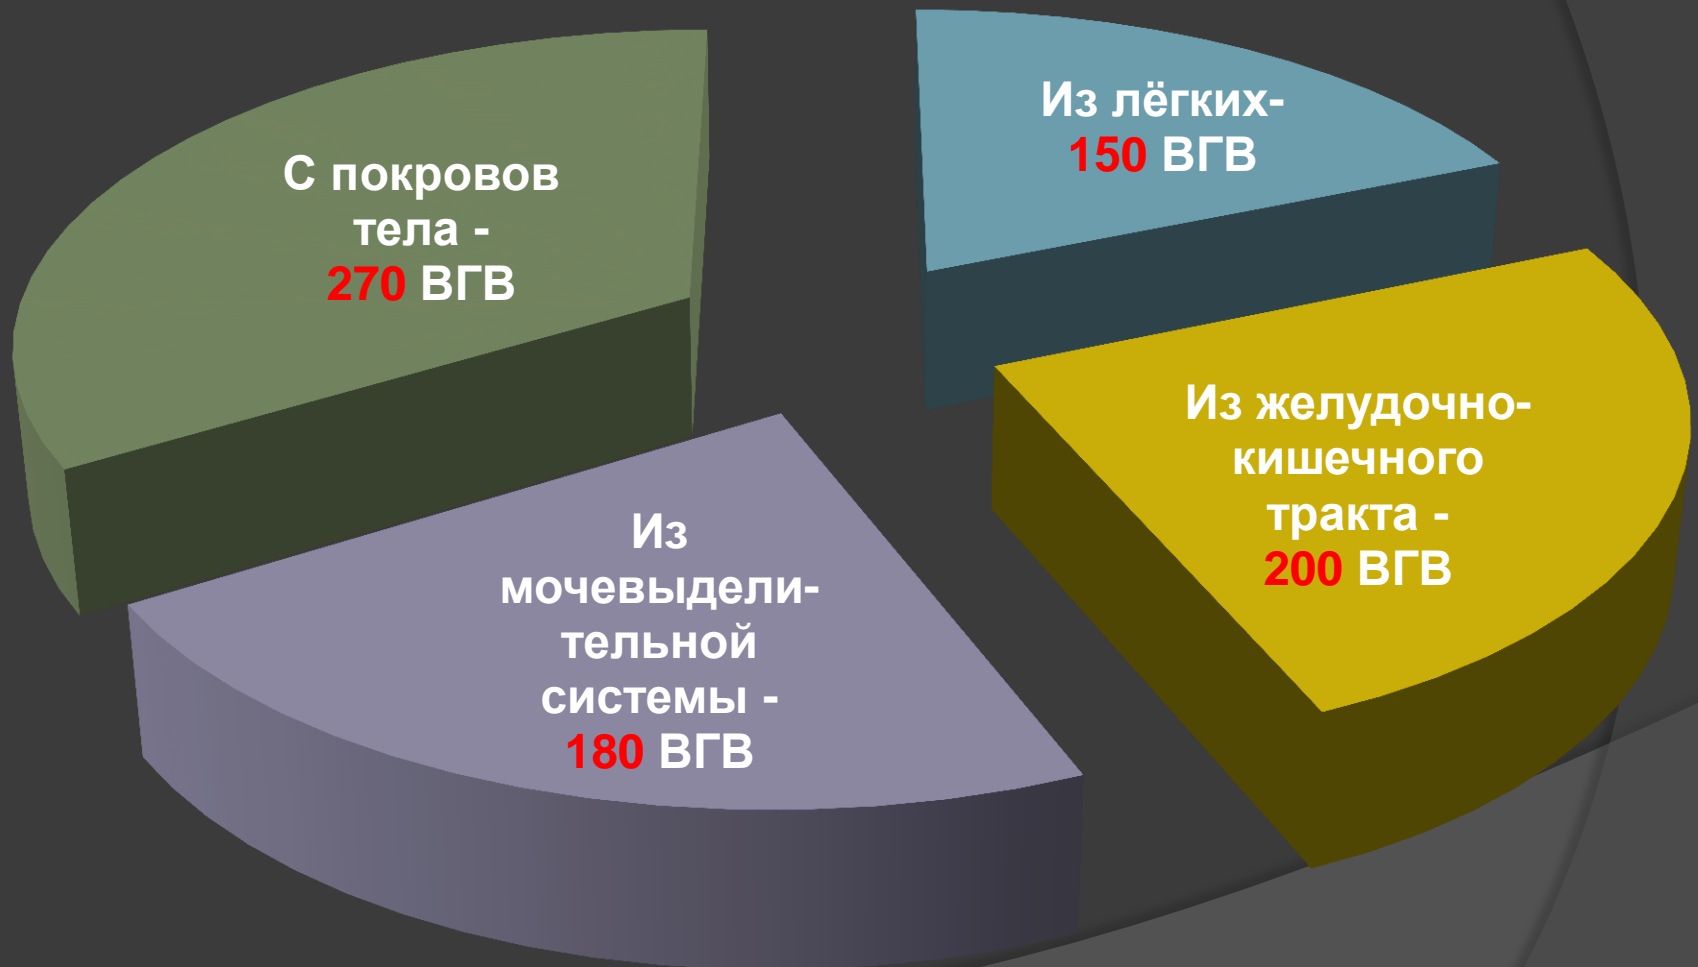 С покровов
тела -
270 ВГВ
Из лёгких-
150 ВГВ
Из желудочно-
кишечного
тракта -
200 ВГВ
Из
мочевыдели-
тельной
системы -
180 ВГВ